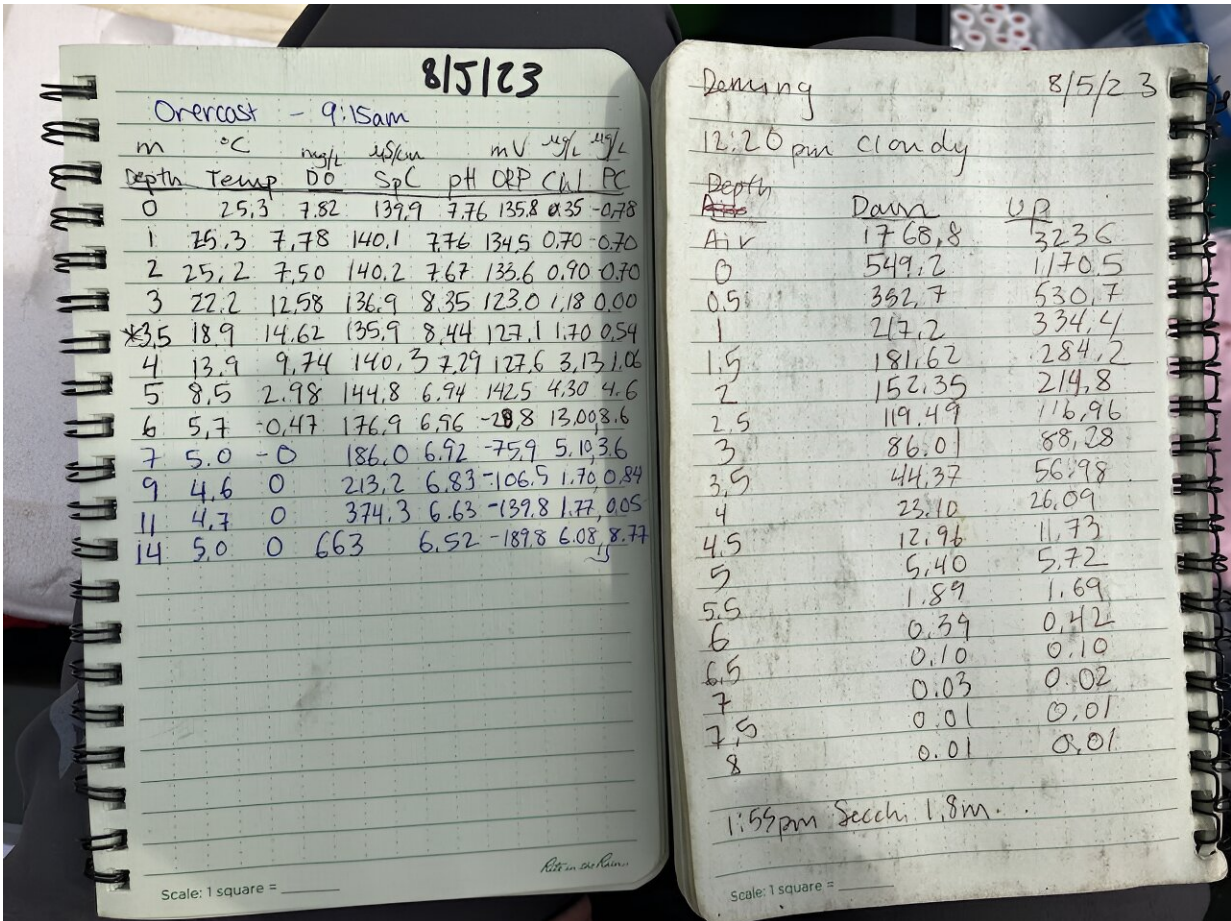 8/5/23
Overcast - 9:15am
m °C mg/L µS/cm mV µg/L µg/L
Depth Temp DO SpC pH ORP Chl PC
0 25.3 7.82 139.9 7.76 135.8 0.35 -0.78
1 25.3 7.78 140.1 7.76 134.5 0.70 -0.70
2 25.2 7.50 140.2 7.67 133.6 0.90 -0.70
3 22.2 12.58 136.9 8.35 123.0 1.18 0.00
*3.5 18.9 14.62 135.9 8.44 127.1 1.70 0.54
4 13.9 9.74 140.3 7.29 127.6 3.13 1.06
5 8.5 2.98 144.8 6.94 142.5 4.30 4.6
6 5.7 -0.47 176.9 6.96 8.8 13.00 8.6
7 5.0 -0 186.0 6.92 -75.9 5.10 3.6
9 4.6 0 213.2 6.83 -106.5 1.70 0.84
11 4.7 0 374.3 6.63 -139.8 1.77 0.05
14 5.0 0 663 6.52 -189.8 6.08 8.77
Rite in the Rain
Scale: 1 square = ______
Deming 8/5/23
12:20 pm cloudy
Depth
Down Up
Air 1768.8 3236
0 549.2 1170.5
0.5 352.7 530.7
1 217.2 334.4
1.5 181.62 284.2
2 152.35 214.8
2.5 119.49 116.96
3 86.01 88.28
3.5 44.37 56.98
4 23.10 26.09
4.5 12.96 11.73
5 5.40 5.72
5.5 1.89 1.69
6 0.39 0.42
6.5 0.10 0.10
7 0.03 0.02
7.5 0.01 0.01
8 0.01 0.01
1:55pm Secchi 1.8m.
Scale: 1 square = ______